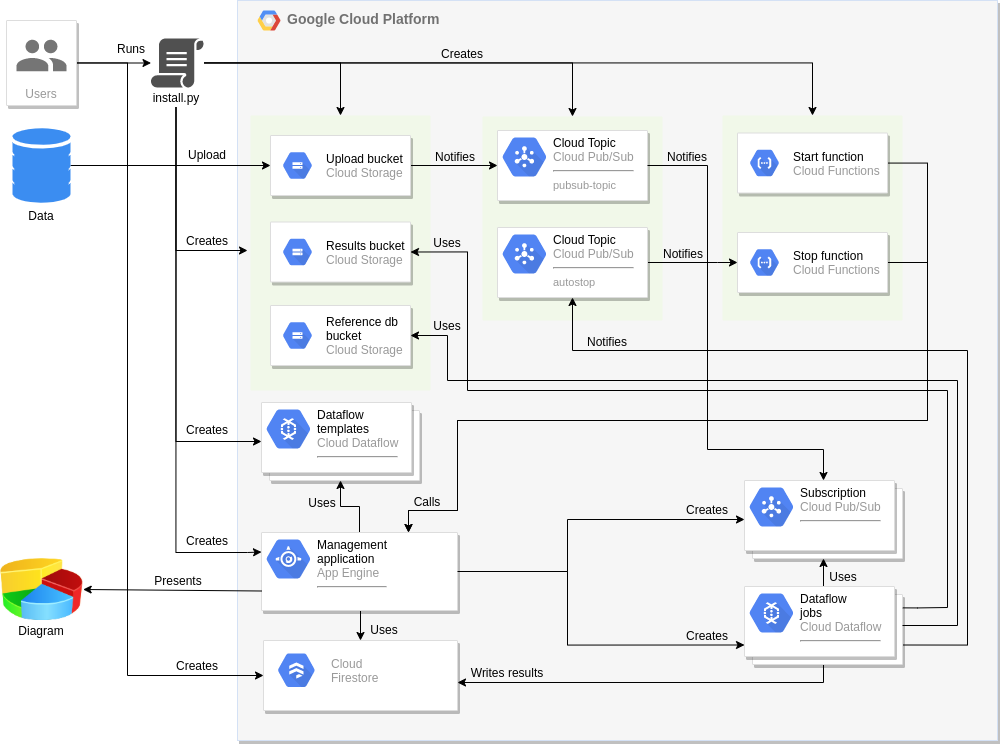 Google Cloud Platform
Users
Runs
install.py
Creates
Data
Upload
Upload bucket
Cloud Storage
Notifies
Cloud Topic
Cloud Pub/Sub
pubsub-topic
Notifies
Start function
Cloud Functions
Creates
Results bucket
Cloud Storage
Uses
Cloud Topic
Cloud Pub/Sub
autostop
Notifies
Stop function
Cloud Functions
Reference db
bucket
Cloud Storage
Uses
Notifies
Creates
Dataflow
templates
Cloud Dataflow
Uses
Calls
Creates
Management
application
App Engine
Creates
Subscription
Cloud Pub/Sub
Uses
Presents
Diagram
Uses
Creates
Dataflow
jobs
Cloud Dataflow
Creates
Cloud
Firestore
Writes results